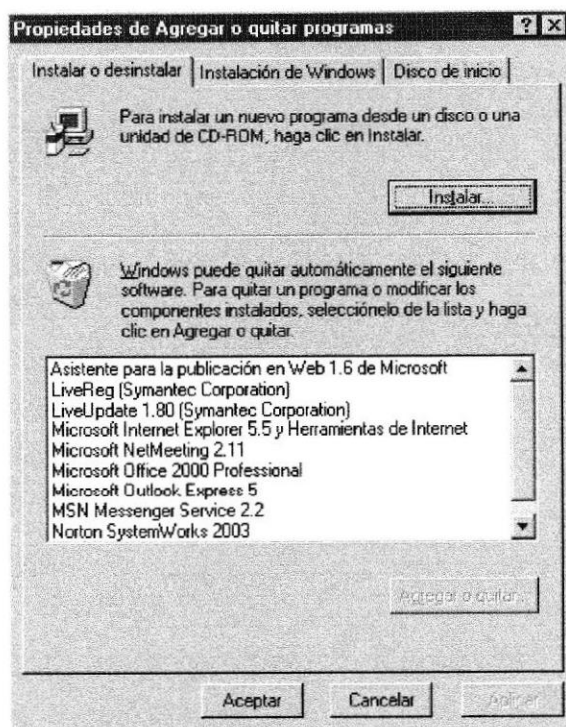 Propiedades de Agregar o quitar programas
Instalar o desinstalar Instalación de Windows Disco de inicio
Para instalar un nuevo programa desde un disco o una
unidad de CD-ROM, haga clic en Instalar.
Instalar...
Windows puede quitar automáticamente el siguiente
software. Para quitar un programa o modificar los
componentes instalados, selecciónelo de la lista y haga
clic en Agregar o quitar.
Asistente para la publicación en Web 1.6 de Microsoft
LiveReg (Symantec Corporation)
LiveUpdate 1.80 (Symantec Corporation)
Microsoft Internet Explorer 5.5 y Herramientas de Internet
Microsoft NetMeeting 2.11
Microsoft Office 2000 Professional
Microsoft Outlook Express 5
MSN Messenger Service 2.2
Norton SystemWorks 2003
Agregar o quitar...
Aceptar Cancelar Aplicar